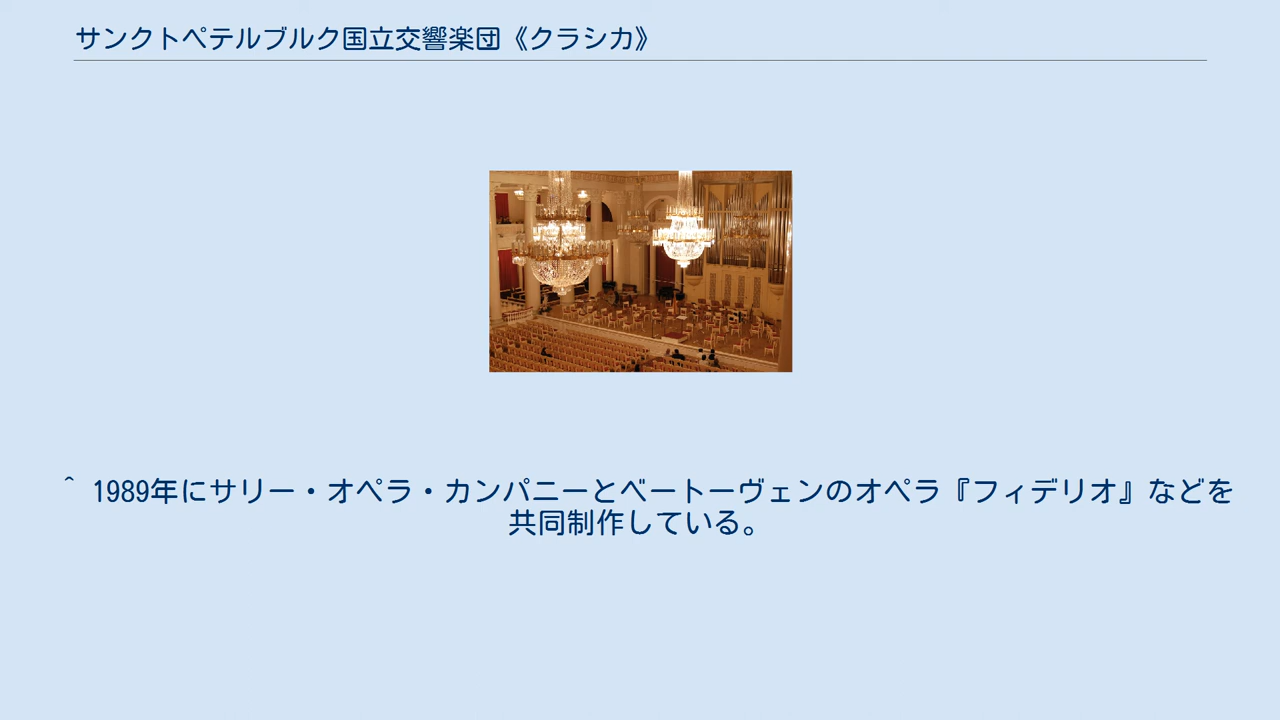 サンクトペテルブルク国立交響楽団《クラシカ》
^ 1989年にサリー・オペラ・カンパニーとベートーヴェンのオペラ『フィデリオ』などを
共同制作している。